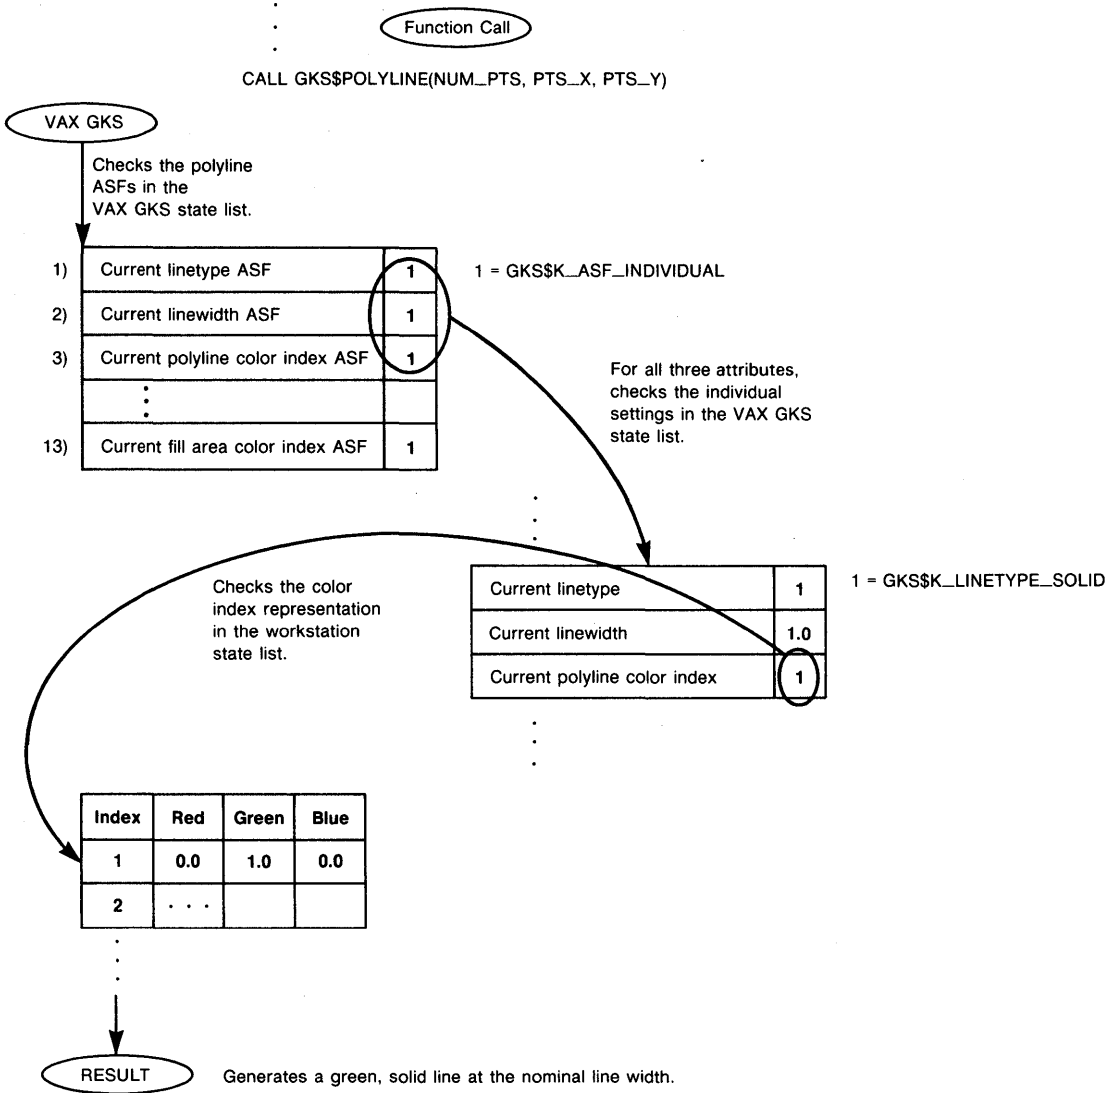 Function Call
CALL GKS$POLYLINE(NUM_PTS, PTS_X, PTS_Y)
VAX GKS
Checks the polyline
ASFs in the
VAX GKS state list.
1) Current linetype ASF 1 1 = GKS$K_ASF_INDIVIDUAL
2) Current linewidth ASF 1
3) Current polyline color index ASF 1
13) Current fill area color index ASF 1
For all three attributes,
checks the individual
settings in the VAX GKS
state list.
Current linetype 1 1 = GKS$K_LINETYPE_SOLID
Current linewidth 1.0
Current polyline color index 1
Checks the color
index representation
in the workstation
state list.
Index Red Green Blue
1 0.0 1.0 0.0
2 . . .
RESULT Generates a green, solid line at the nominal line width.